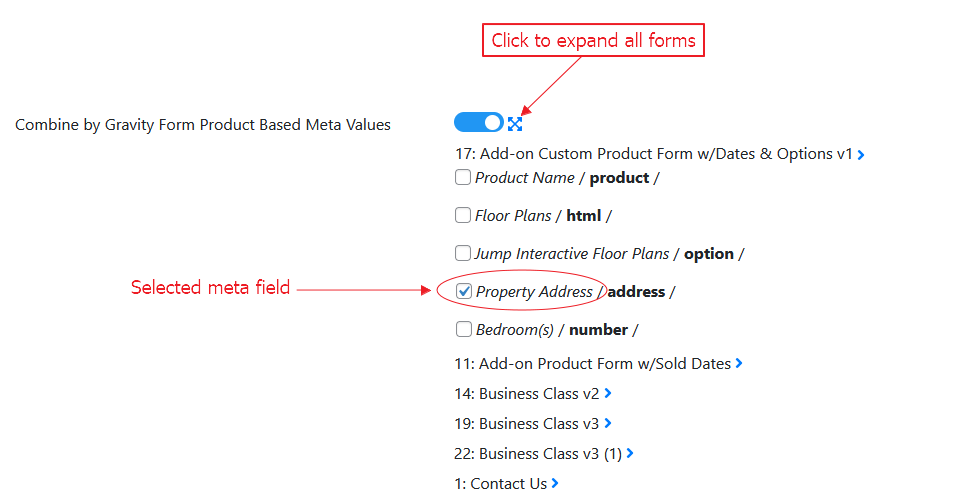 Click to expand all forms
Combine by Gravity Form Product Based Meta Values
17: Add-on Custom Product Form w/Dates & Options v1
Product Name / product /
Floor Plans / html /
Jump Interactive Floor Plans / option /
Selected meta field
Property Address / address /
Bedroom(s) / number /
11: Add-on Product Form w/Sold Dates
14: Business Class v2
19: Business Class v3
22: Business Class v3 (1)
1: Contact Us